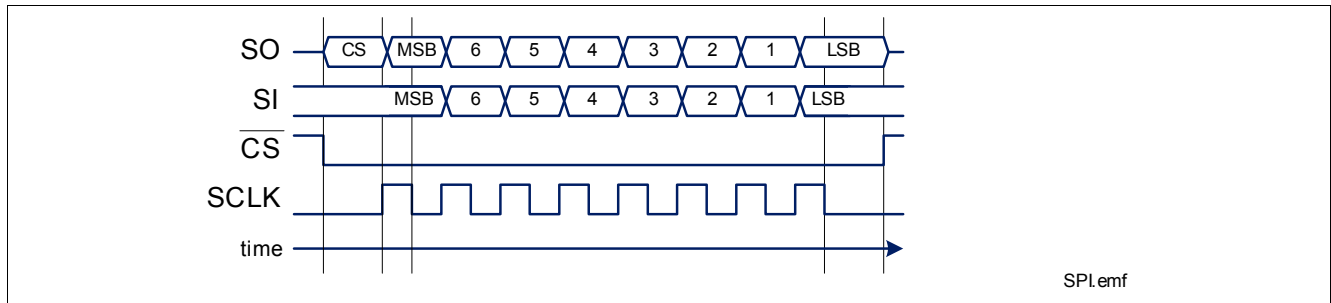 SO CS MSB 6 5 4 3 2 1 LSB
SI MSB 6 5 4 3 2 1 LSB
CS
SCLK
time
SPI.emf